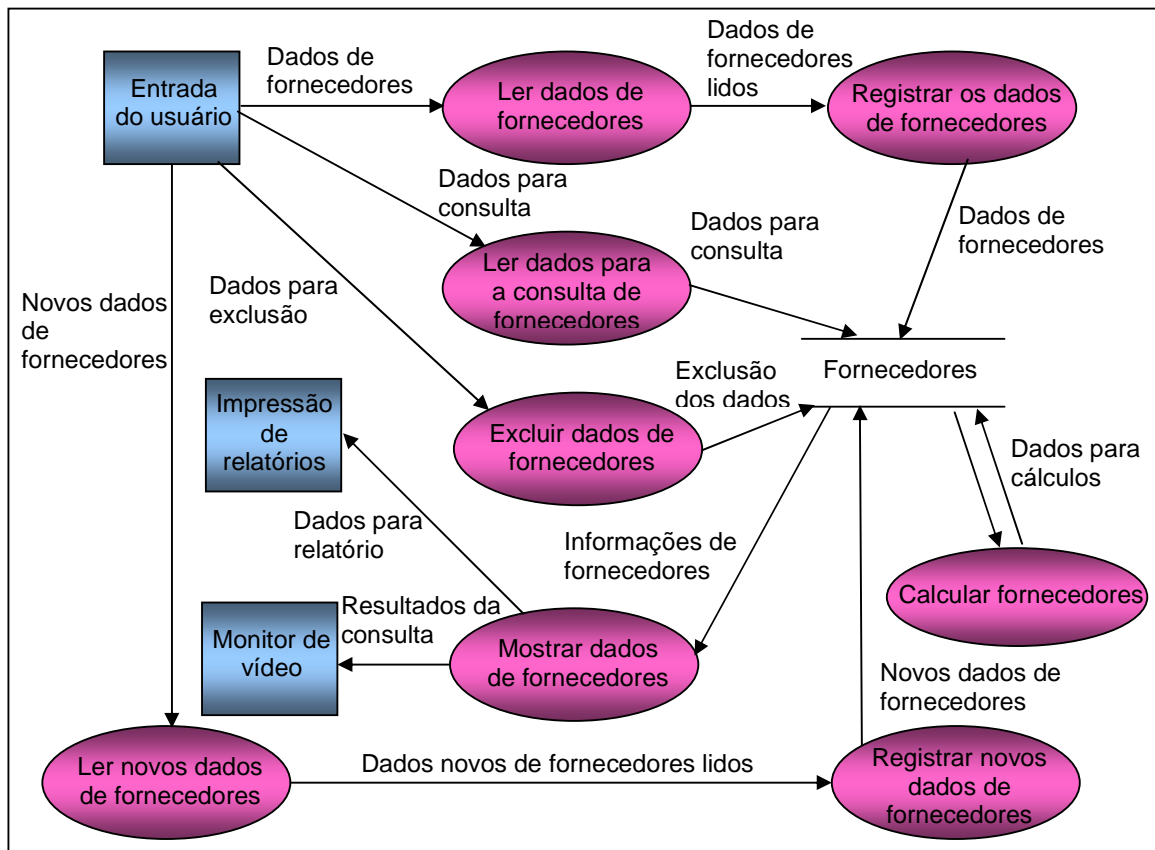 Entrada
do usuário
Dados de
fornecedores
Ler dados de
fornecedores
Dados de
fornecedores
lidos
Registrar os dados
de fornecedores
Dados para
consulta
Ler dados para
a consulta de
fornecedores
Dados para
consulta
Dados de
fornecedores
Novos dados
de
fornecedores
Dados para
exclusão
Fornecedores
Impressão
de
relatórios
Excluir dados de
fornecedores
Exclusão
dos dados
Dados para
cálculos
Dados para
relatório
Informações de
fornecedores
Calcular fornecedores
Monitor de
vídeo
Resultados da
consulta
Mostrar dados
de fornecedores
Novos dados de
fornecedores
Ler novos dados
de fornecedores
Dados novos de fornecedores lidos
Registrar novos
dados de
fornecedores